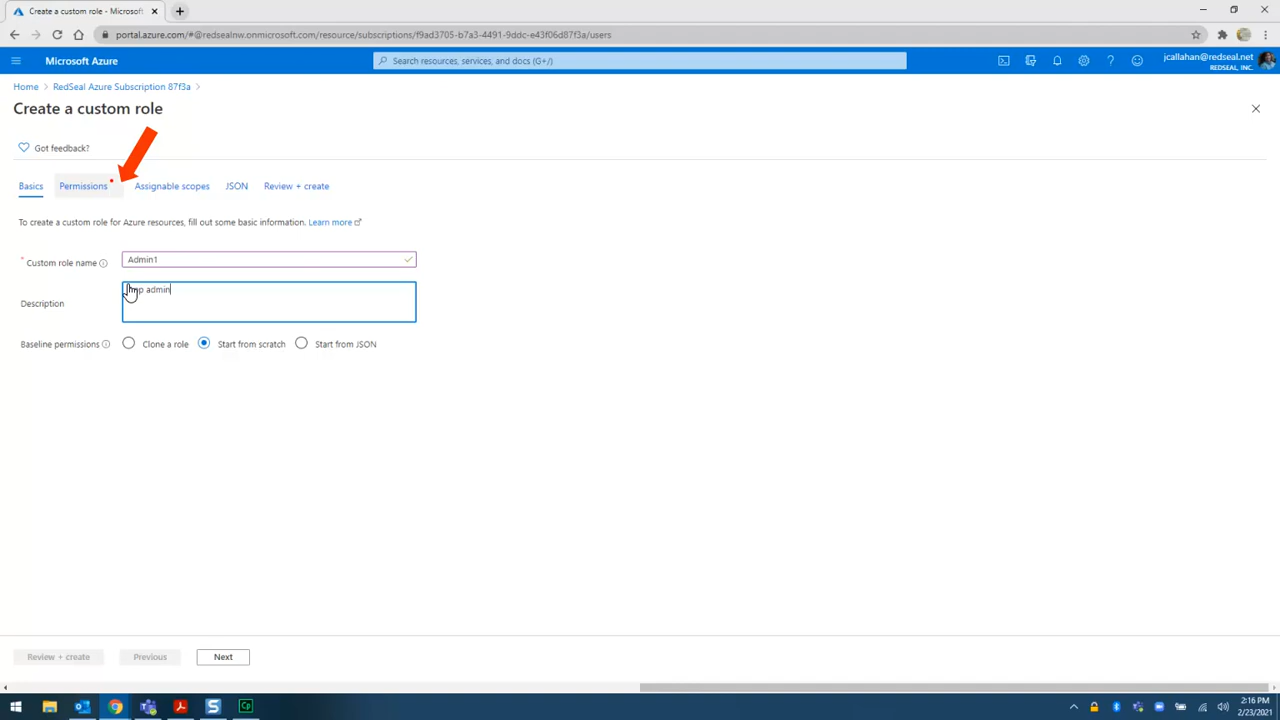 Create a custom role - Microsoft
portal.azure.com/#@redsealnw.onmicrosoft.com/resource/subscriptions/f9ad3705-b7a3-4491-9ddc-e43f06d87f3a/users
Microsoft Azure
Search resources, services, and docs (G+/)
jcallahan@redseal.net
REDSEAL, INC.
Home > RedSeal Azure Subscription 87f3a >
Create a custom role
Got feedback?
Basics Permissions Assignable scopes JSON Review + create
To create a custom role for Azure resources, fill out some basic information. Learn more
* Custom role name
Admin1
Description
admin
Baseline permissions Clone a role Start from scratch Start from JSON
Review + create Previous Next
2:16 PM
2/23/2021